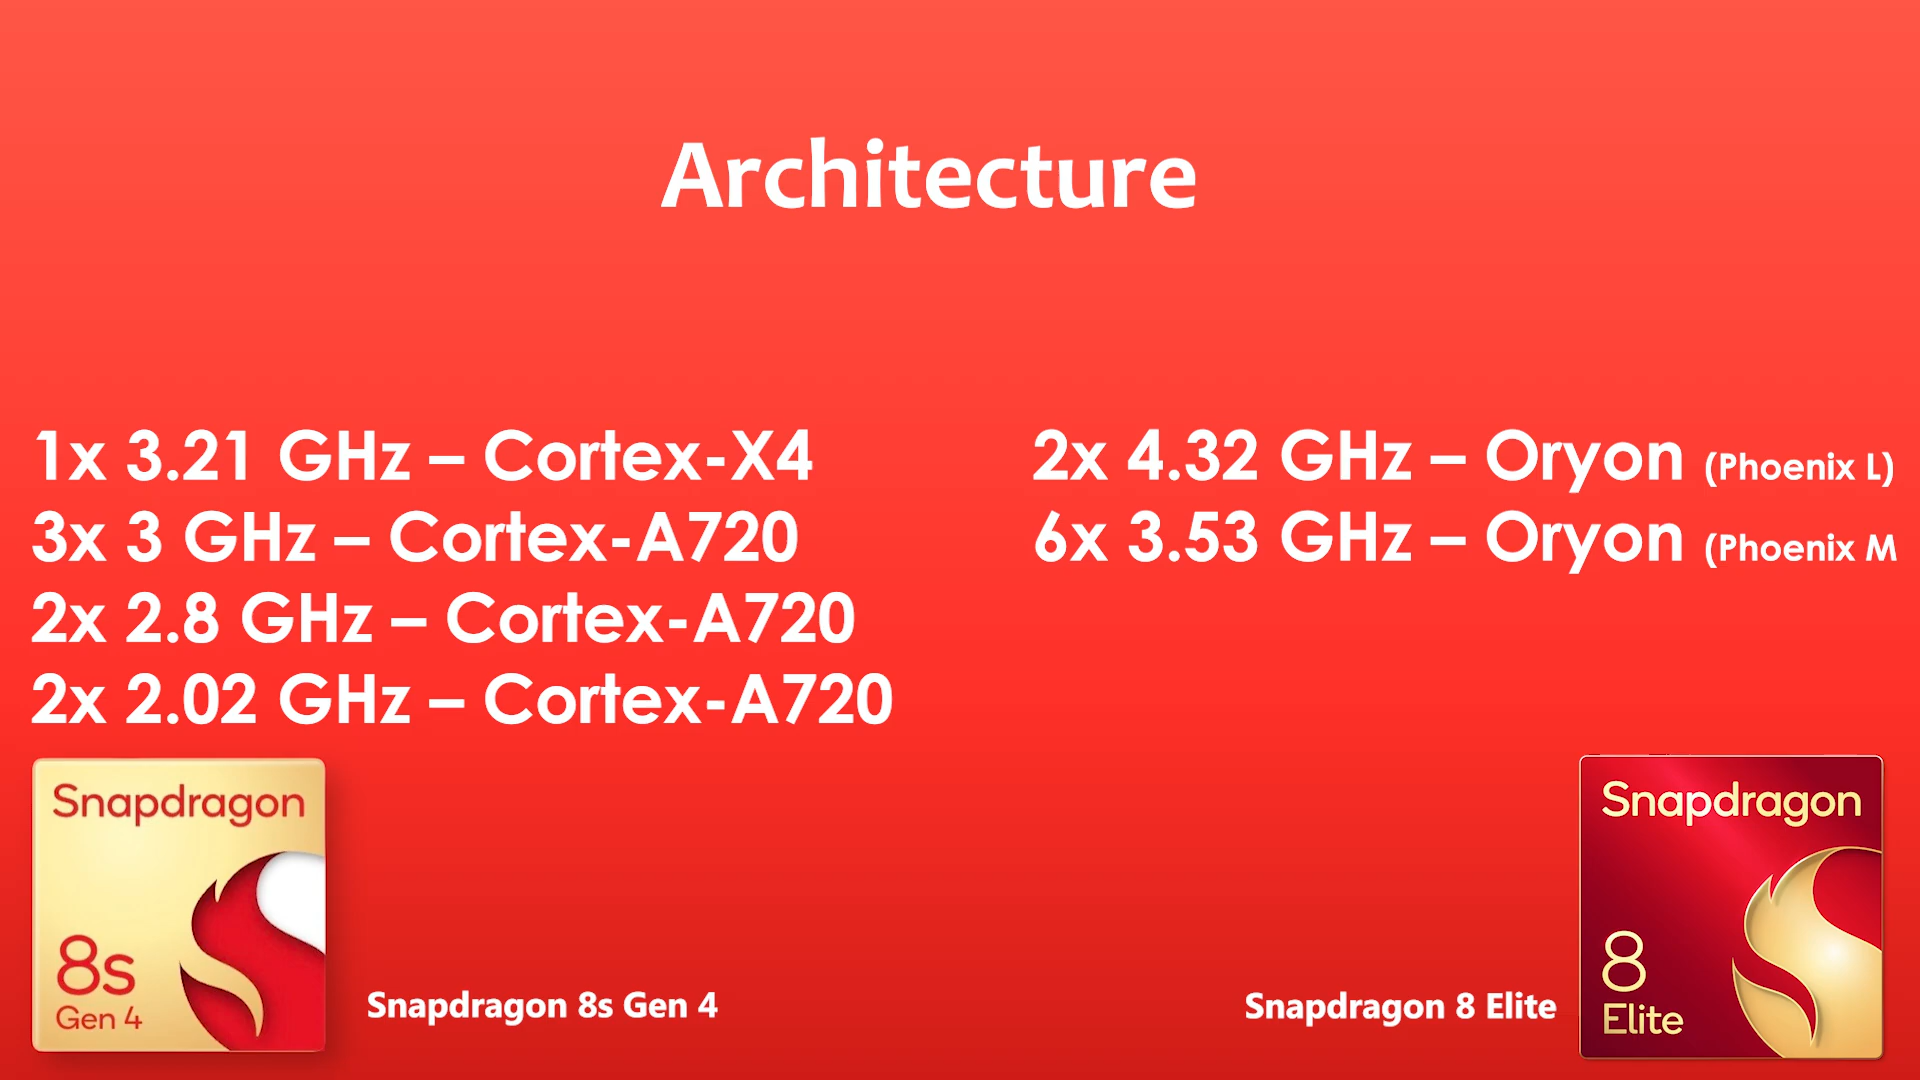 Architecture
1x 3.21 GHz – Cortex-X4
3x 3 GHz – Cortex-A720
2x 2.8 GHz – Cortex-A720
2x 2.02 GHz – Cortex-A720
2x 4.32 GHz – Oryon (Phoenix L)
6x 3.53 GHz – Oryon (Phoenix M
Snapdragon
8s
Gen 4
Snapdragon 8s Gen 4
Snapdragon 8 Elite
Snapdragon
8
Elite